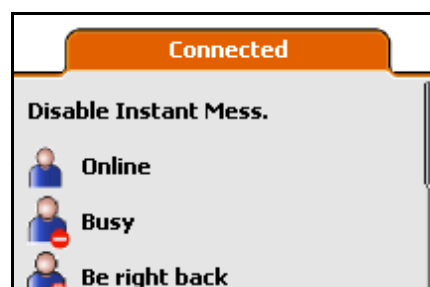 Connected
Disable Instant Mess.
Online
Busy
Be right back